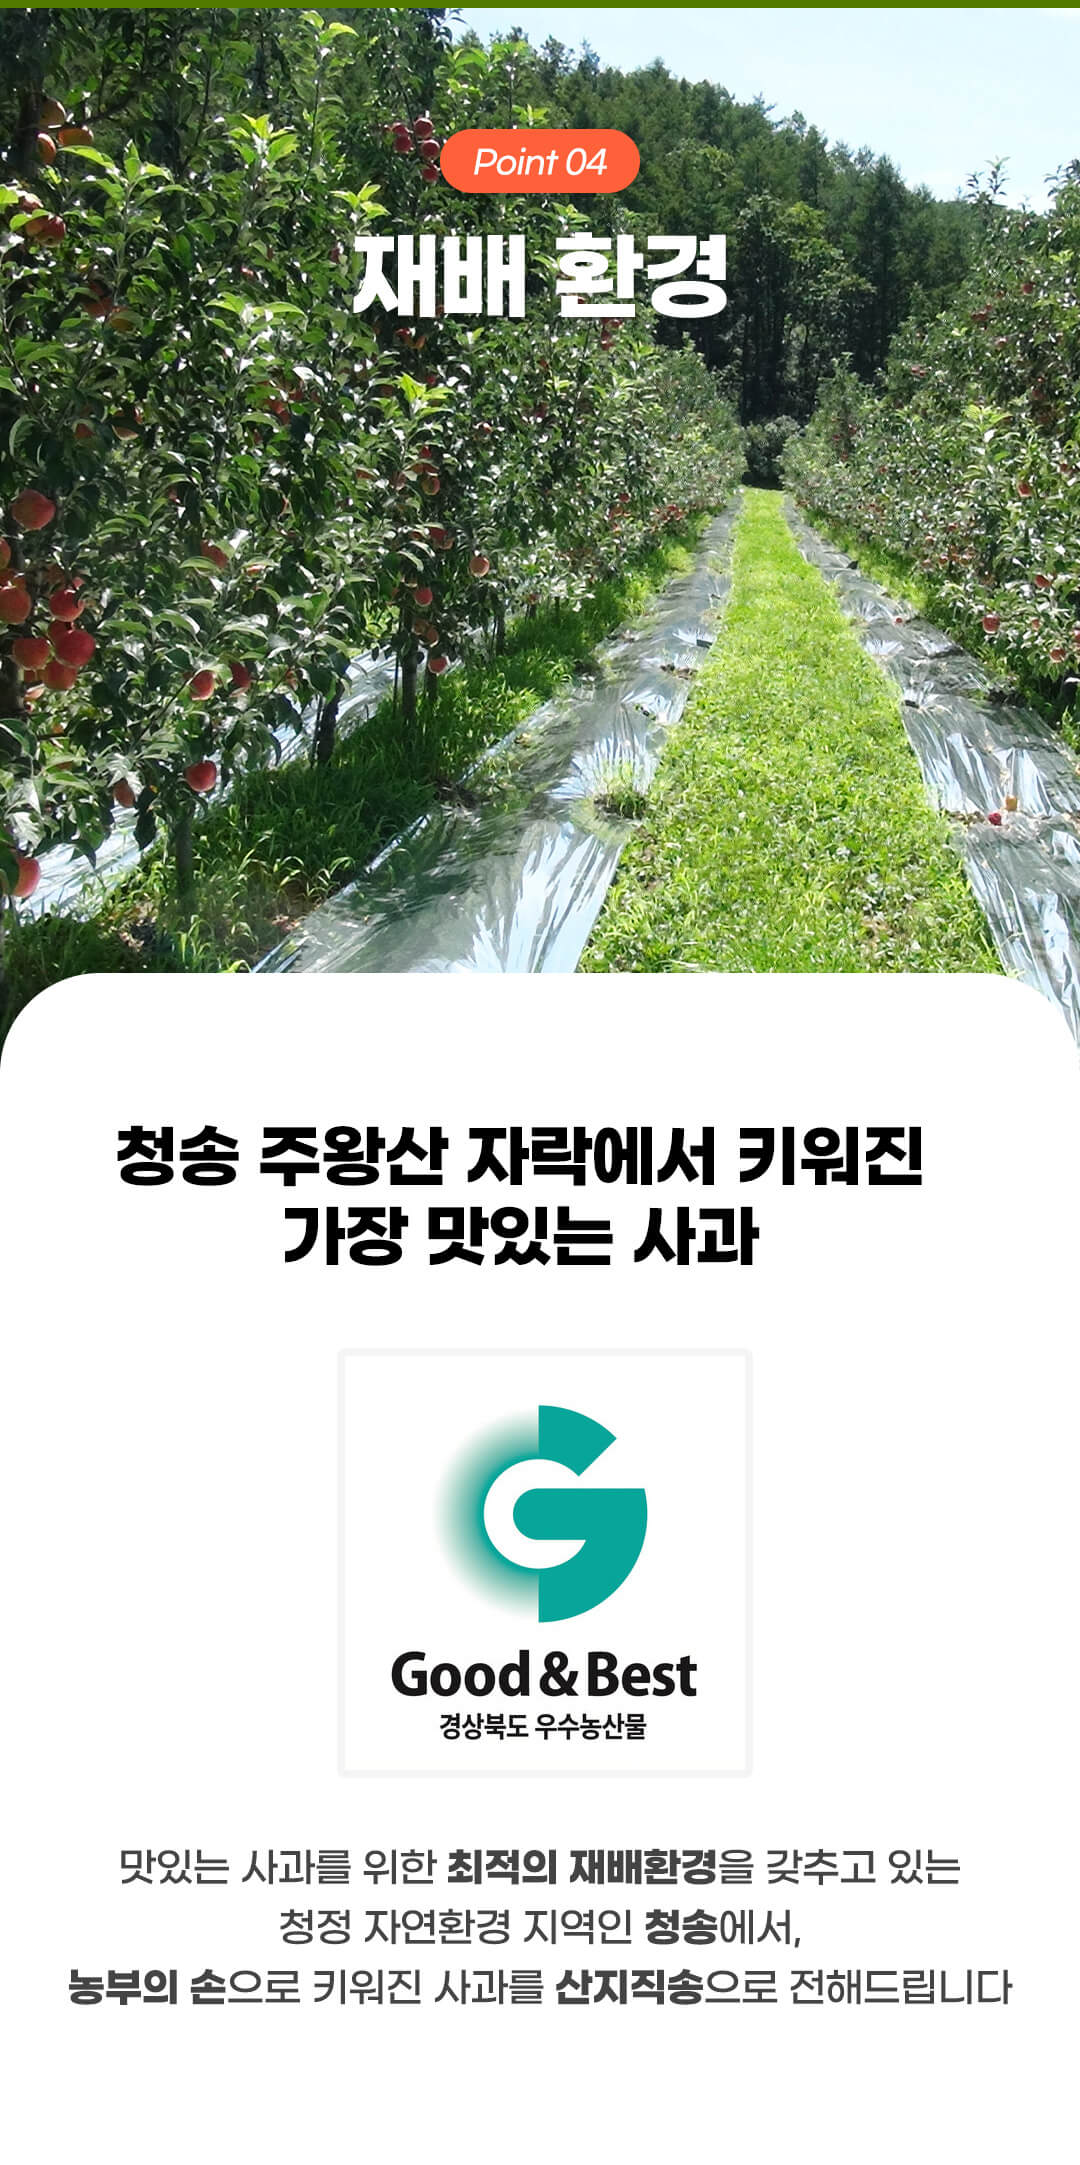 Point 04
재배 환경
청송 주왕산 자락에서 키워진
가장 맛있는 사과
Good & Best
경상북도 우수농산물
맛있는 사과를 위한 최적의 재배환경을 갖추고 있는
청정 자연환경 지역인 청송에서,
농부의 손으로 키워진 사과를 산지직송으로 전해드립니다